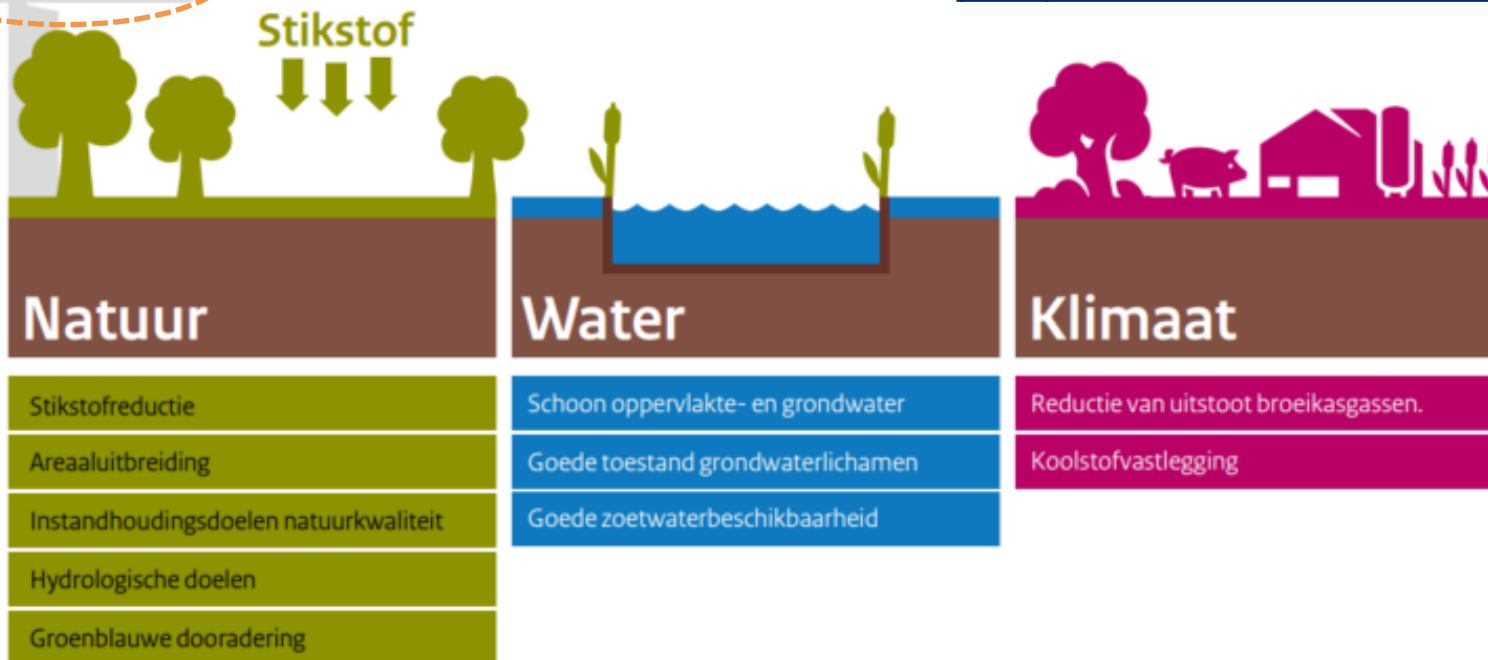 Stikstof
Natuur
Stikstofreductie
Areaaluitbreiding
Instandhoudingsdoelen natuurkwaliteit
Hydrologische doelen
Groenblauwe dooradering
Water
Schoon oppervlakte- en grondwater
Goede toestand grondwaterlichamen
Goede zoetwaterbeschikbaarheid
Klimaat
Reductie van uitstoot broeikasgassen.
Koolstofvastlegging